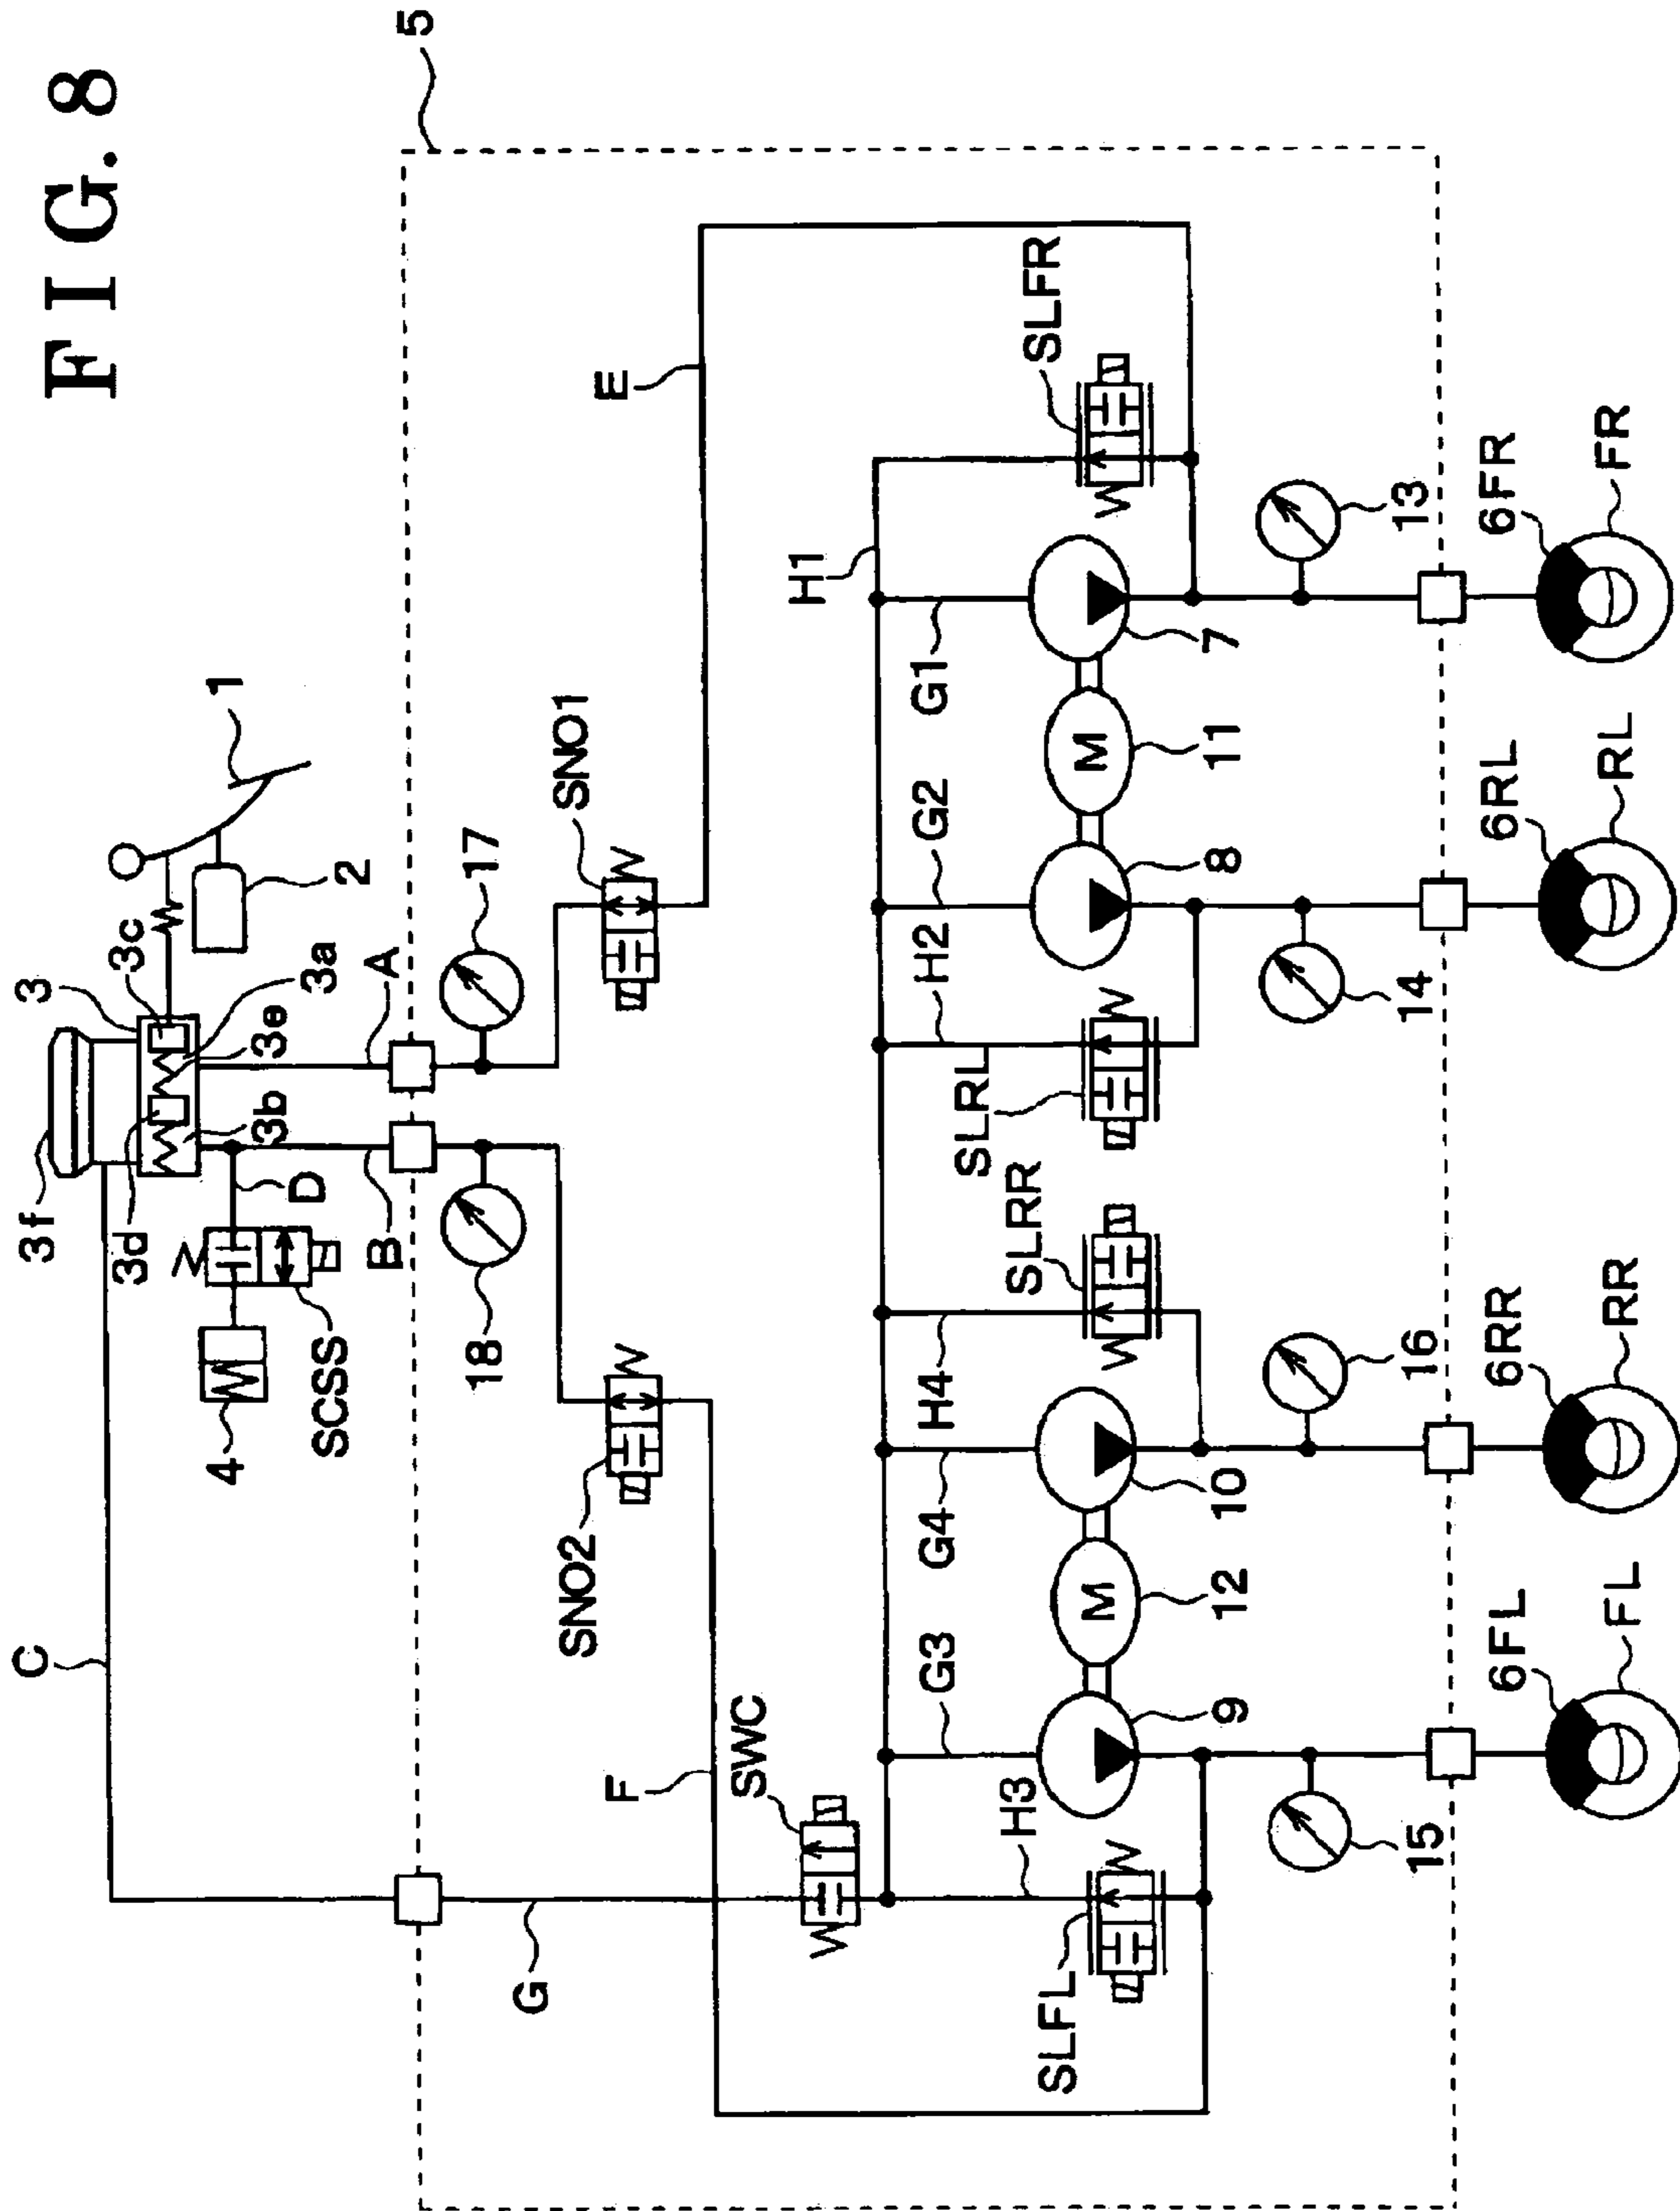 FIG. 8
5
1
2
3
3c
3a
3e
3b
3d
3f
A
B
C
D
4
SCSS
17
18
SNO1
SNO2
E
F
G
SWC
H1
G1
G2
H2
H4
G4
G3
H3
SLFR
SLRL
SLRR
SLFL
7
M
11
8
10
M
12
9
13
14
16
15
6FR
FR
6RL
RL
6RR
RR
6FL
FL